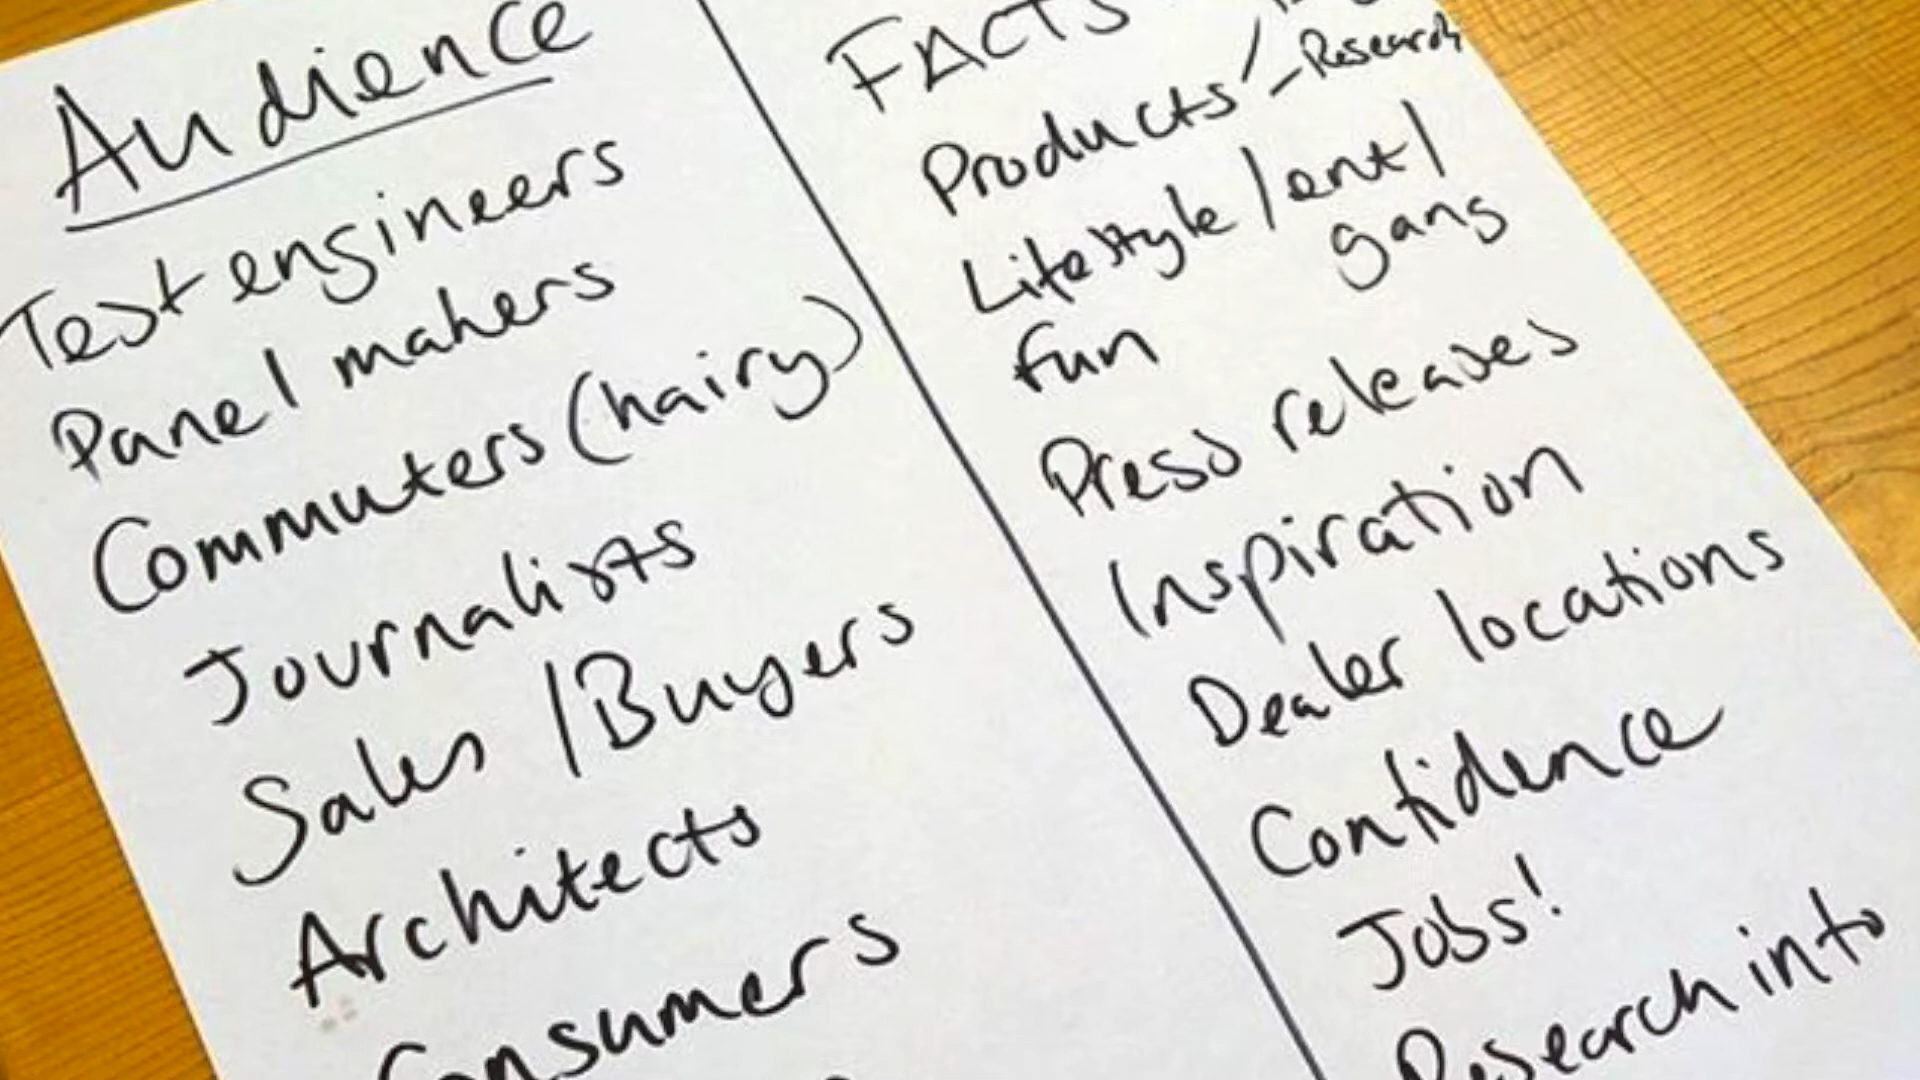 Audience
Test engineers
Panel makers
Commuters (hairy)
Journalists
Sales / Buyers
Architects
Consumers
FACTS
Products / - Research
Lifestyle / ent /
gang
fun
Press releases
Inspiration
Dealer locations
Confidence
Jobs!
Research into